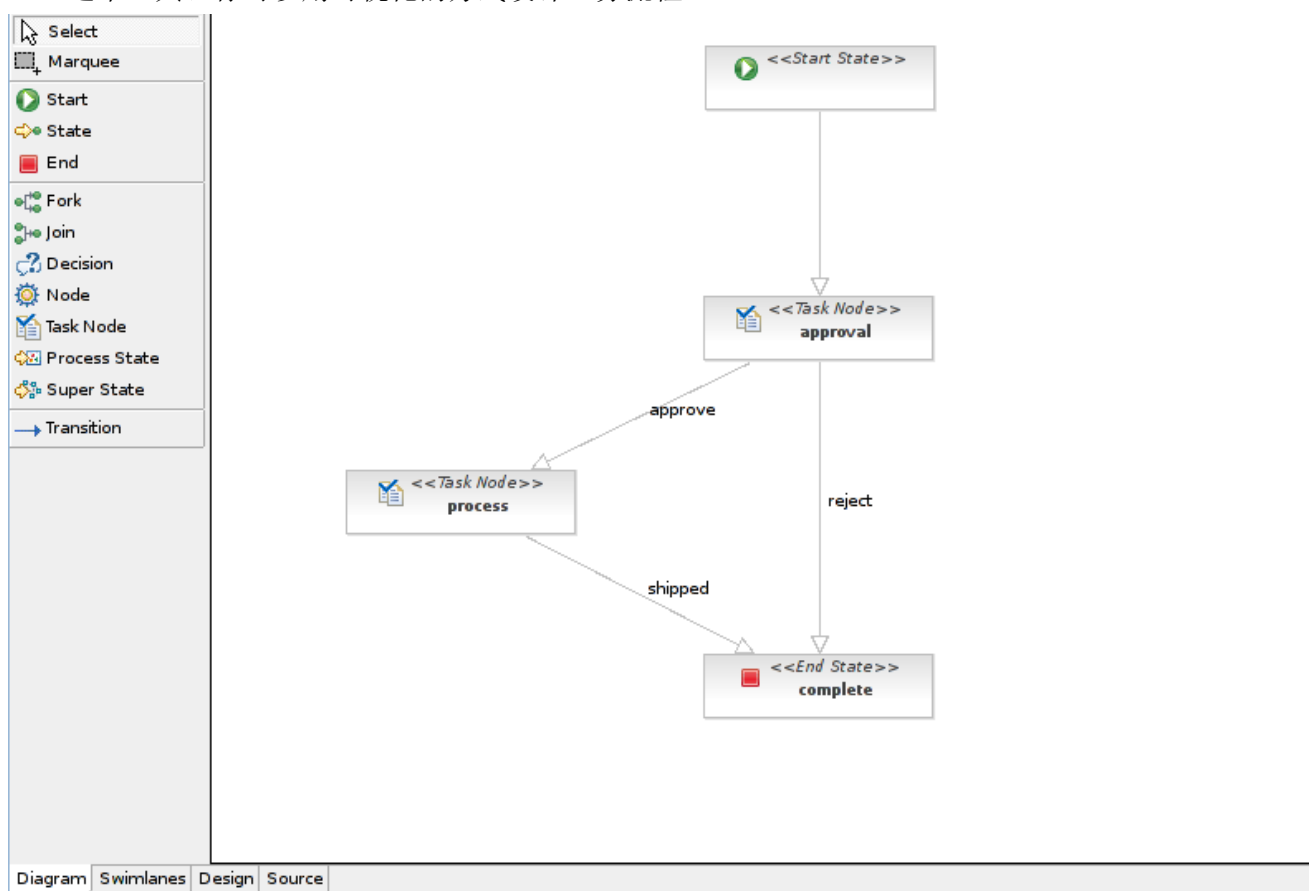 Select
Marquee
Start
State
End
Fork
Join
Decision
Node
Task Node
Process State
Super State
Transition
<<Start State>>
<<Task Node>>
approval
approve
<<Task Node>>
process
reject
shipped
<<End State>>
complete
Diagram Swimlanes Design Source